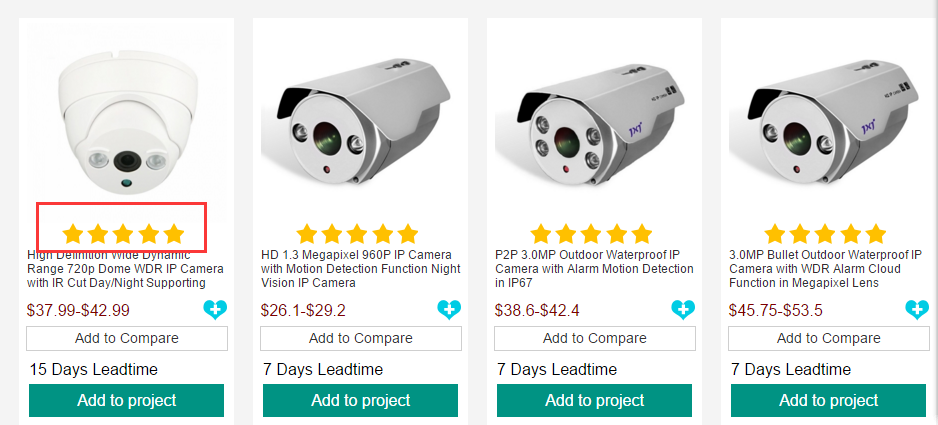 High Definition Wide Dynamic
Range 720p Dome WDR IP Camera
with IR Cut Day/Night Supporting
$37.99-$42.99
Add to Compare
15 Days Leadtime
Add to project
HD 1.3 Megapixel 960P IP Camera
with Motion Detection Function Night
Vision IP Camera
$26.1-$29.2
Add to Compare
7 Days Leadtime
Add to project
P2P 3.0MP Outdoor Waterproof IP
Camera with Alarm Motion Detection
in IP67
$38.6-$42.4
Add to Compare
7 Days Leadtime
Add to project
3.0MP Bullet Outdoor Waterproof IP
Camera with WDR Alarm Cloud
Function in Megapixel Lens
$45.75-$53.5
Add to Compare
7 Days Leadtime
Add to project